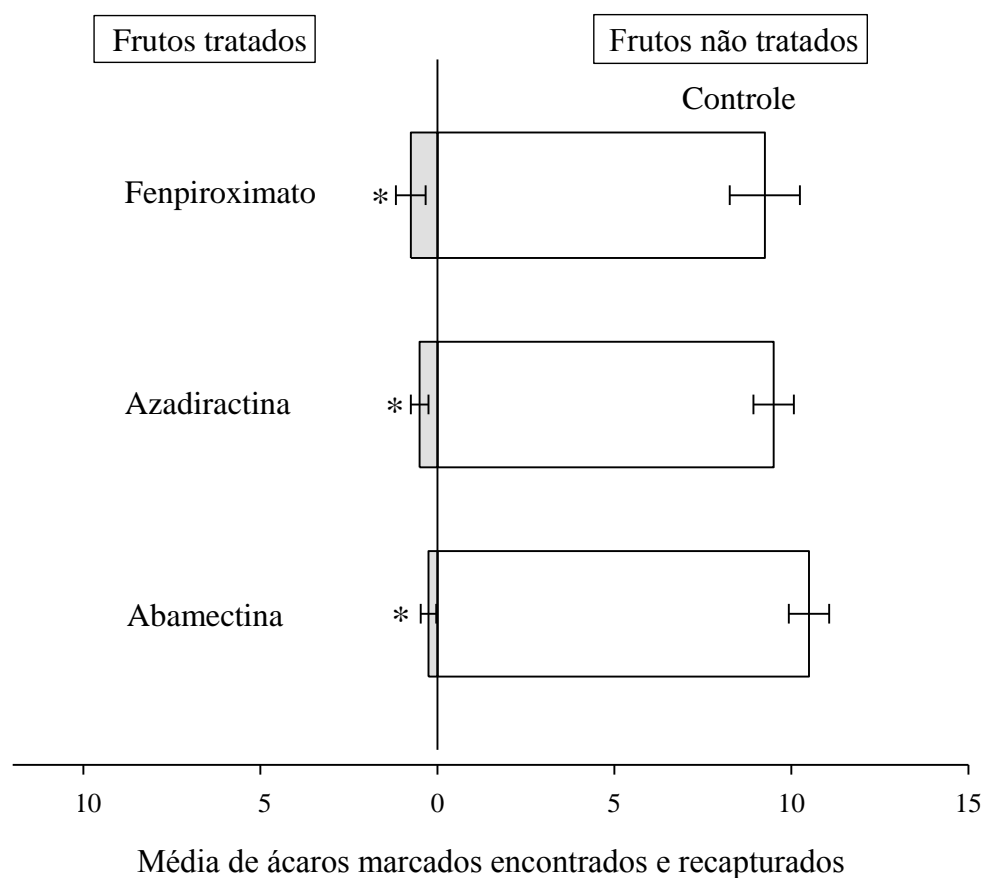 Frutos tratados
Frutos não tratados
Controle
Fenpiroximato
*
Azadiractina
*
Abamectina
*
10 5 0 5 10 15
Média de ácaros marcados encontrados e recapturados